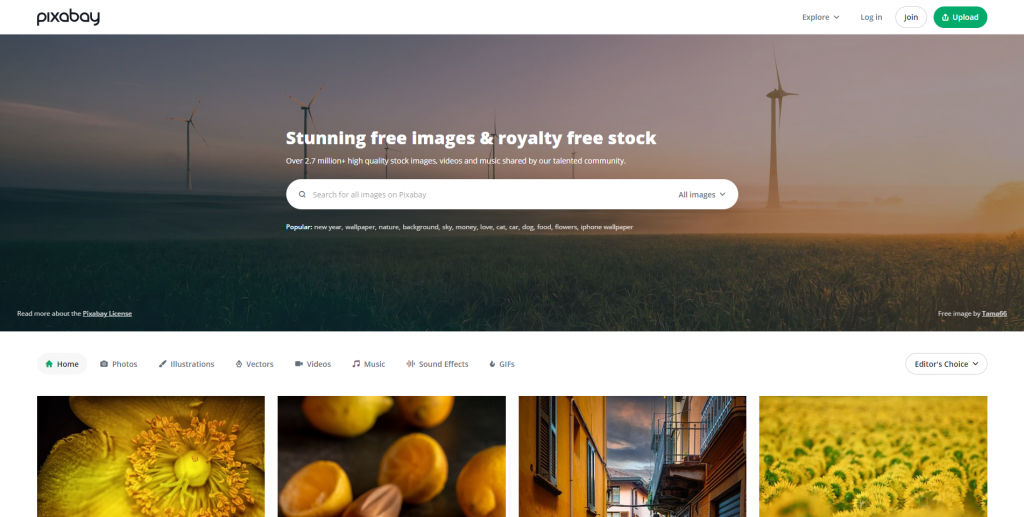 pixabay
Explore Log in Join Upload
Stunning free images & royalty free stock
Over 2.7 million+ high quality stock images, videos and music shared by our talented community.
Search for all images on Pixabay All images
Popular: new year, wallpaper, nature, background, sky, money, love, cat, car, dog, food, flowers, iphone wallpaper
Read more about the Pixabay License Free image by Tama66
Home Photos Illustrations Vectors Videos Music Sound Effects GIFs Editor's Choice